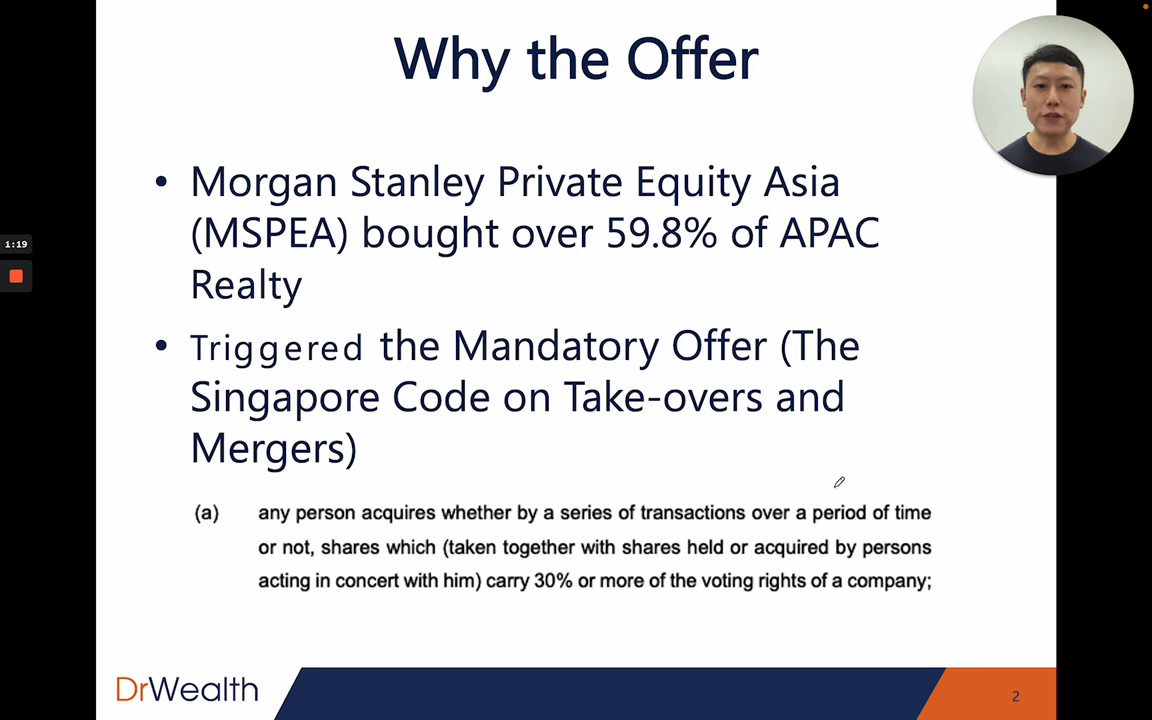 Why the Offer
• Morgan Stanley Private Equity Asia
(MSPEA) bought over 59.8% of APAC
Realty
1:19
• Triggered the Mandatory Offer (The
Singapore Code on Take-overs and
Mergers)
(a) any person acquires whether by a series of transactions over a period of time
or not, shares which (taken together with shares held or acquired by persons
acting in concert with him) carry 30% or more of the voting rights of a company;
DrWealth
2